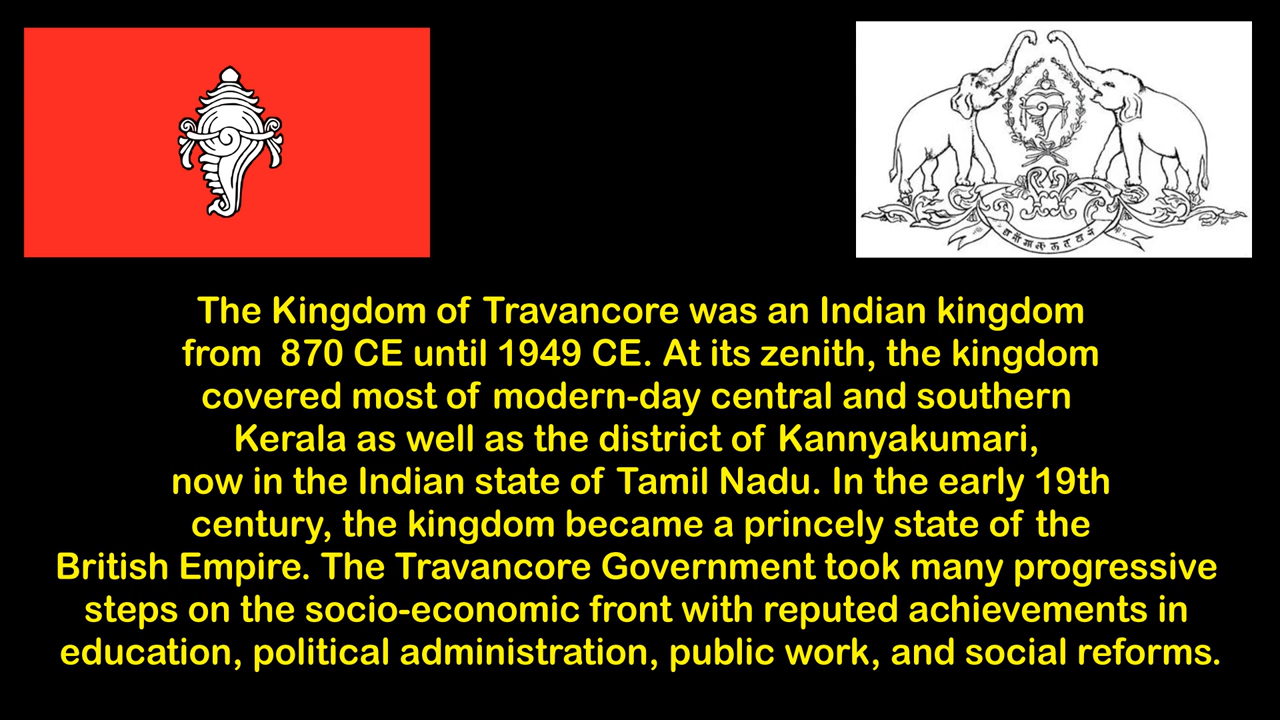 The Kingdom of Travancore was an Indian kingdom
from 870 CE until 1949 CE. At its zenith, the kingdom
covered most of modern-day central and southern
Kerala as well as the district of Kannyakumari,
now in the Indian state of Tamil Nadu. In the early 19th
century, the kingdom became a princely state of the
British Empire. The Travancore Government took many progressive
steps on the socio-economic front with reputed achievements in
education, political administration, public work, and social reforms.